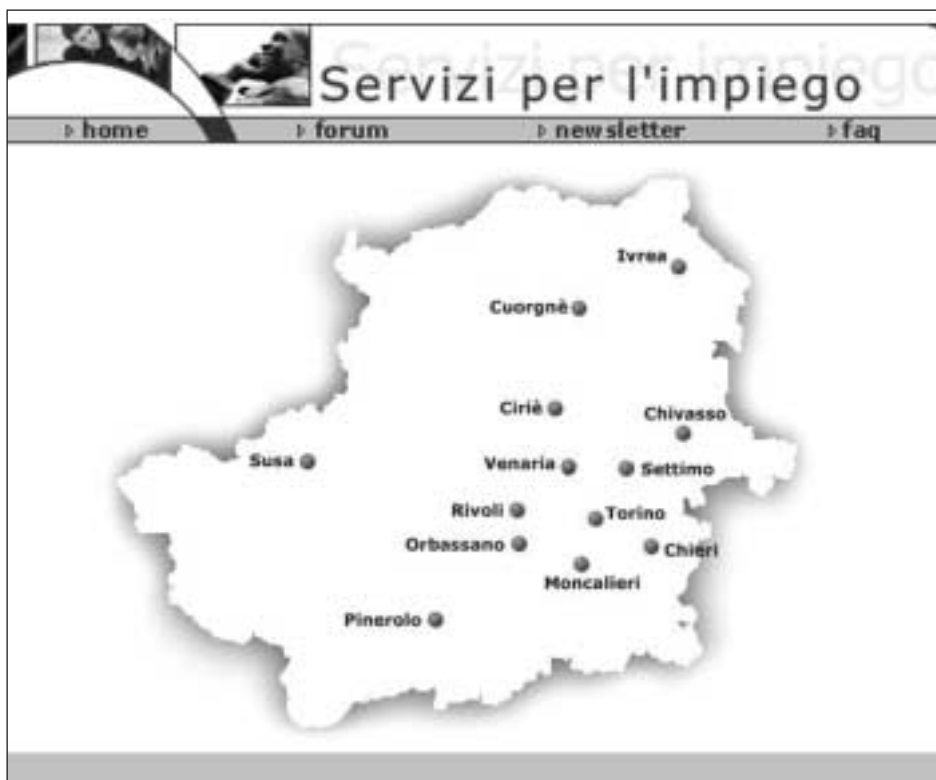 Servizi per l'impiego
home forum newsletter faq
Ivrea
Cuorgnè
Ciriè
Chivasso
Susa
Venaria
Settimo
Rivoli
Torino
Orbassano
Chieri
Moncalieri
Pinerolo